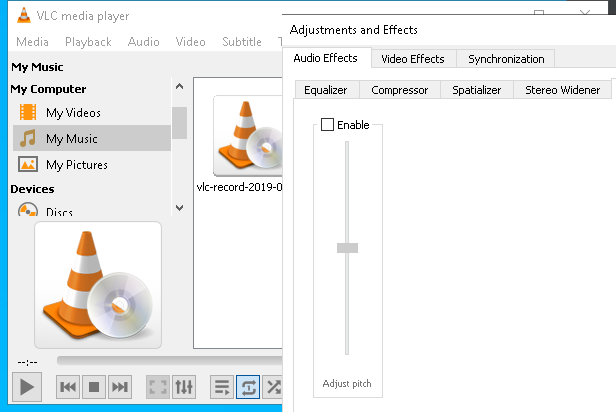 VLC media player
Media Playback Audio Video Subtitle
My Music
My Computer
My Videos
My Music
My Pictures
Devices
Discs
vlc-record-2019-0
--:--
Adjustments and Effects
Audio Effects Video Effects Synchronization
Equalizer Compressor Spatializer Stereo Widener
Enable
Adjust pitch